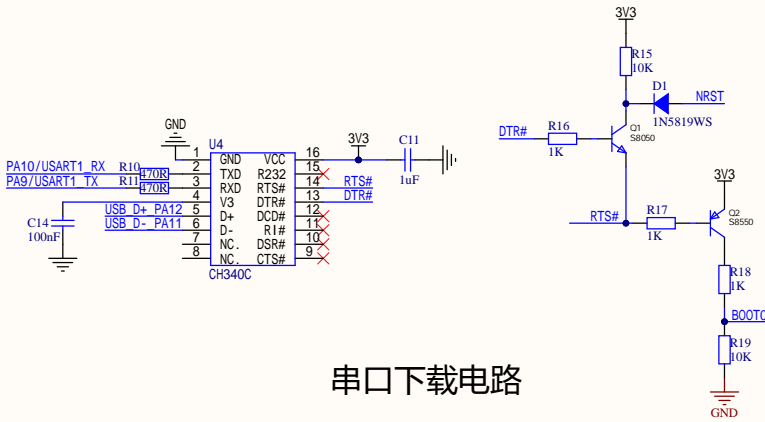 3V3
R15
10K
D1
NRST
1N5819WS
DTR#
R16
1K
Q1
S8050
3V3
RTS#
R17
1K
Q2
S8550
R18
1K
BOOT0
R19
10K
GND
GND
U4
1 GND VCC 16
2 TXD R232 15
3 RXD RTS# 14
4 V3 DTR# 13
5 D+ DCD# 12
6 D- RI# 11
7 NC. DSR# 10
8 NC. CTS# 9
CH340C
PA10/USART1_RX
R10
470R
PA9/USART1_TX
R11
470R
C14
100nF
USB_D+_PA12
USB_D-_PA11
3V3
C11
1uF
RTS#
DTR#
串口下载电路